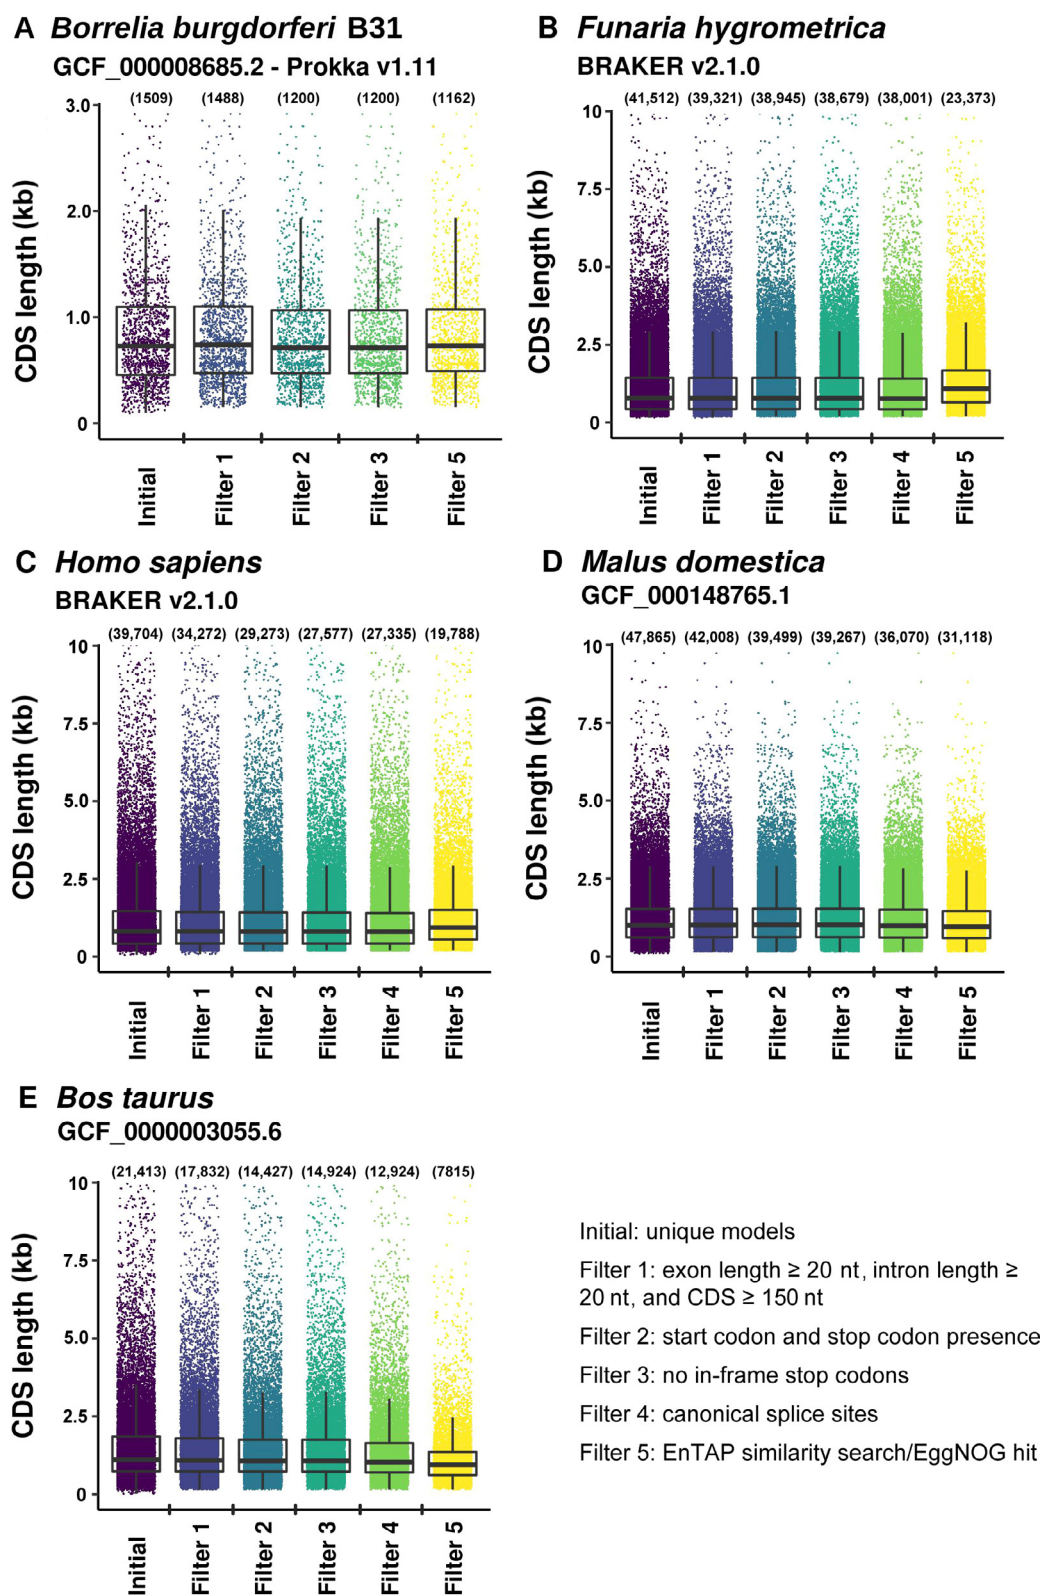 A Borrelia burgdorferi B31
GCF_000008685.2 - Prokka v1.11
(1509) (1488) (1200) (1200) (1162)
CDS length (kb)
3.0
2.0
1.0
0
Initial
Filter 1
Filter 2
Filter 3
Filter 5
B Funaria hygrometrica
BRAKER v2.1.0
(41,512) (39,321) (38,945) (38,679) (38,001) (23,373)
CDS length (kb)
10
7.5
5.0
2.5
0
Initial
Filter 1
Filter 2
Filter 3
Filter 4
Filter 5
C Homo sapiens
BRAKER v2.1.0
(39,704) (34,272) (29,273) (27,577) (27,335) (19,788)
CDS length (kb)
10
7.5
5.0
2.5
0
Initial
Filter 1
Filter 2
Filter 3
Filter 4
Filter 5
D Malus domestica
GCF_000148765.1
(47,865) (42,008) (39,499) (39,267) (36,070) (31,118)
CDS length (kb)
10
7.5
5.0
2.5
0
Initial
Filter 1
Filter 2
Filter 3
Filter 4
Filter 5
E Bos taurus
GCF_0000003055.6
(21,413) (17,832) (14,427) (14,924) (12,924) (7815)
CDS length (kb)
10
7.5
5.0
2.5
0
Initial
Filter 1
Filter 2
Filter 3
Filter 4
Filter 5
Initial: unique models
Filter 1: exon length ≥ 20 nt, intron length ≥
20 nt, and CDS ≥ 150 nt
Filter 2: start codon and stop codon presence
Filter 3: no in-frame stop codons
Filter 4: canonical splice sites
Filter 5: EnTAP similarity search/EggNOG hit